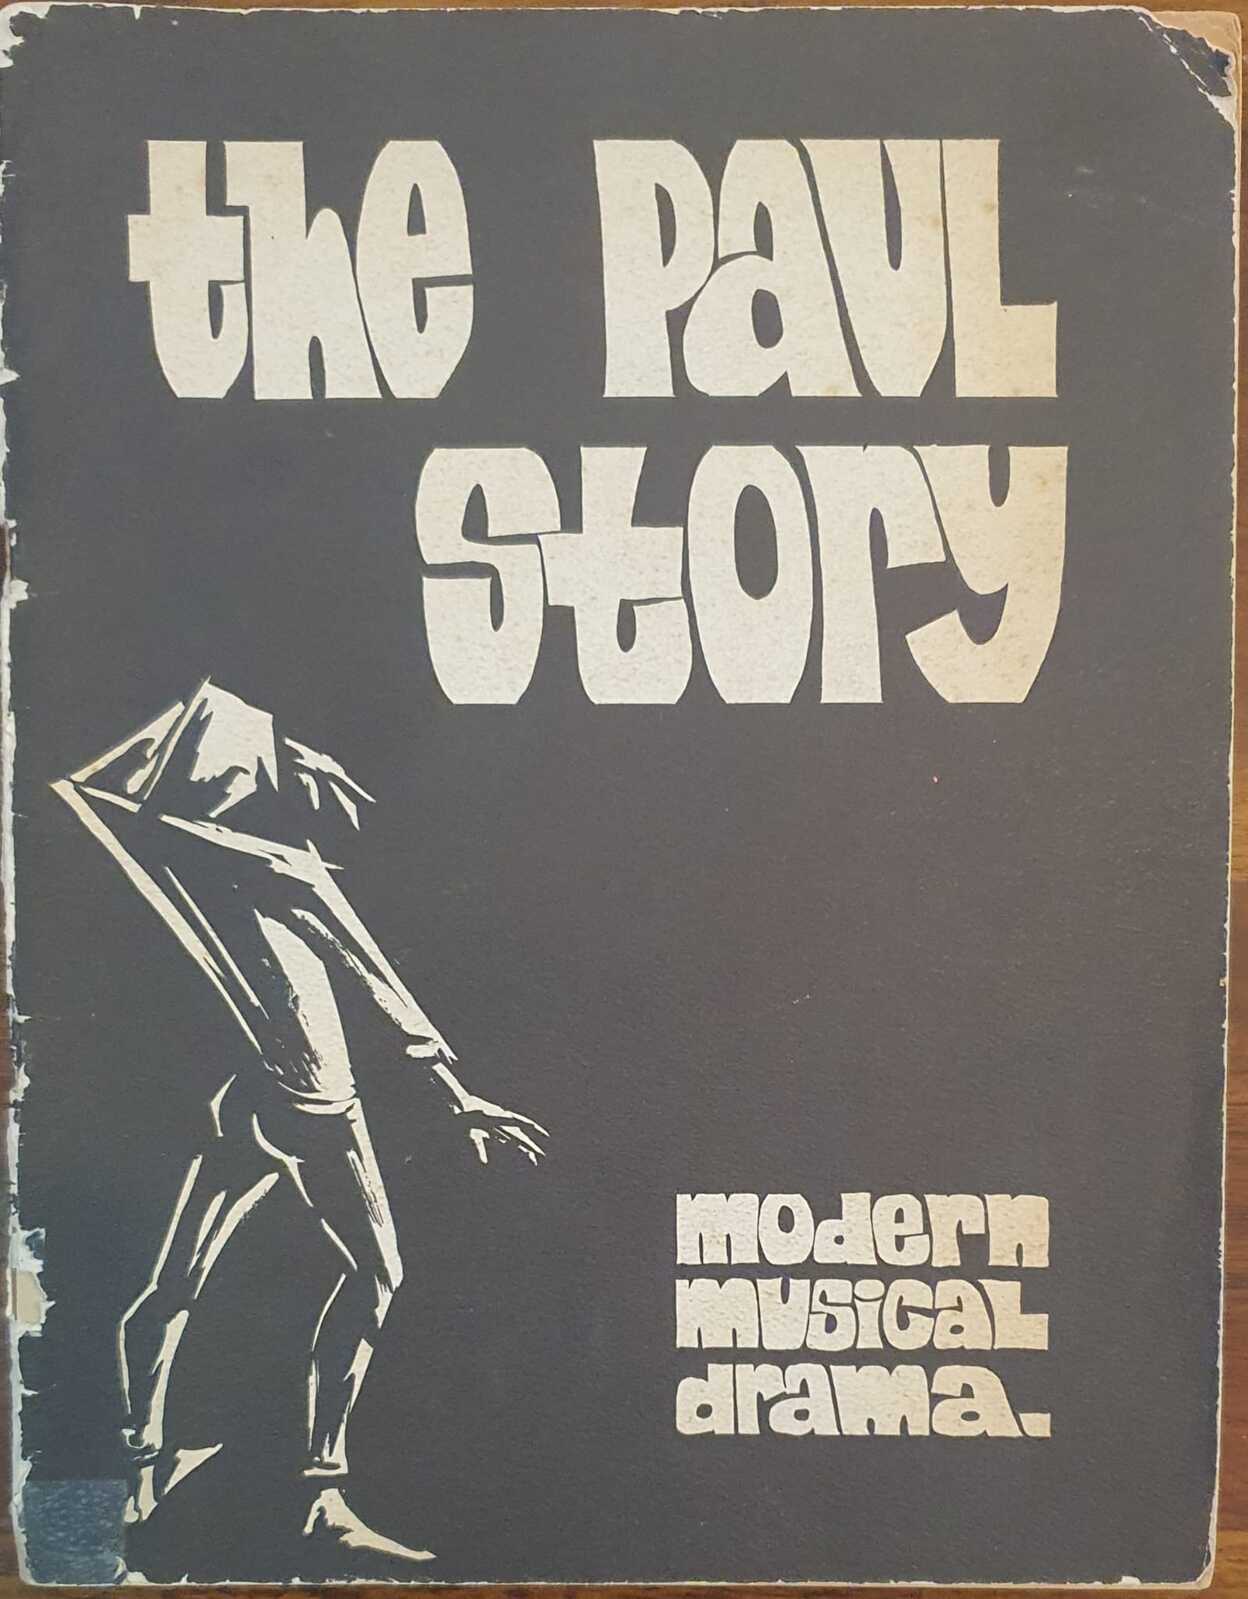 the PAUL
story
modern
musical
drama.